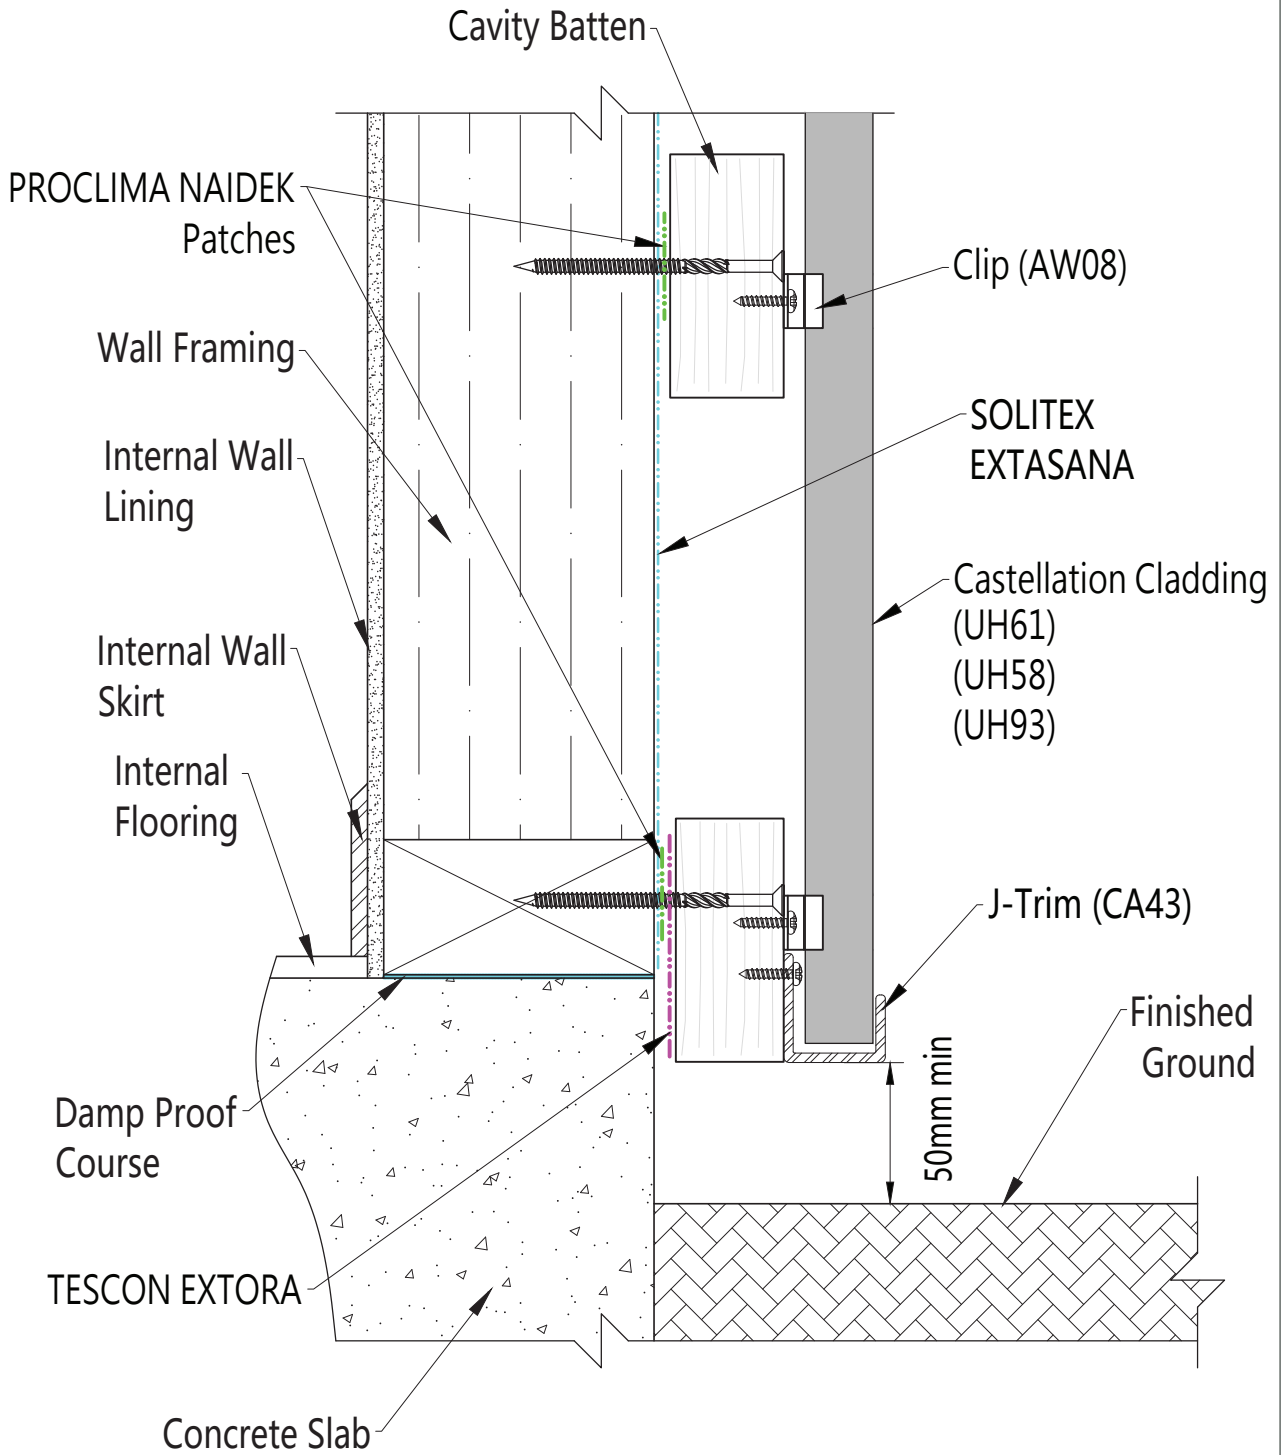 Cavity Batten
PROCLIMA NAIDEK
Patches
Clip (AW08)
Wall Framing
SOLITEX
EXTASANA
Internal Wall
Lining
Castellation Cladding
(UH61)
(UH58)
(UH93)
Internal Wall
Skirt
Internal
Flooring
J-Trim (CA43)
Finished
Ground
50mm min
Damp Proof
Course
TESCON EXTORA
Concrete Slab